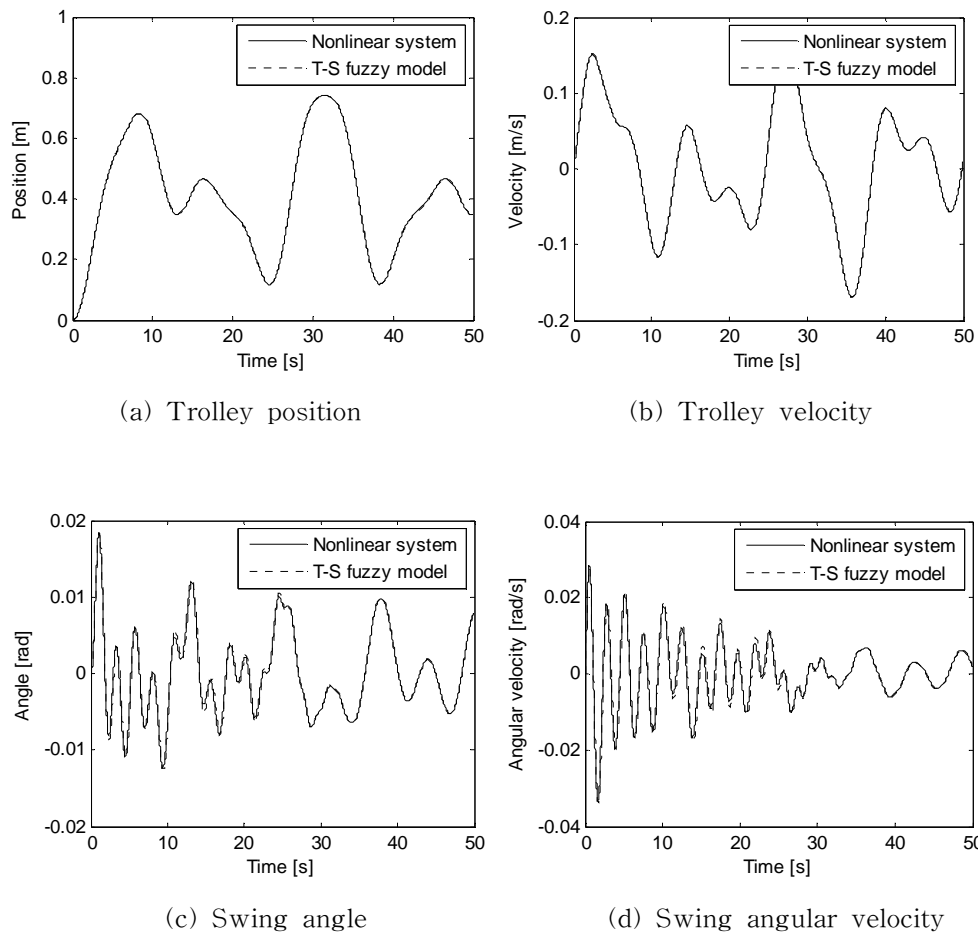 1
0.8
0.6
0.4
0.2
0
Position [m]
0 10 20 30 40 50
Time [s]
Nonlinear system
T-S fuzzy model
(a) Trolley position
0.2
0.1
0
-0.1
-0.2
Velocity [m/s]
0 10 20 30 40 50
Time [s]
Nonlinear system
T-S fuzzy model
(b) Trolley velocity
0.02
0.01
0
-0.01
-0.02
Angle [rad]
0 10 20 30 40 50
Time [s]
Nonlinear system
T-S fuzzy model
(c) Swing angle
0.04
0.02
0
-0.02
-0.04
Angular velocity [rad/s]
0 10 20 30 40 50
Time [s]
Nonlinear system
T-S fuzzy model
(d) Swing angular velocity